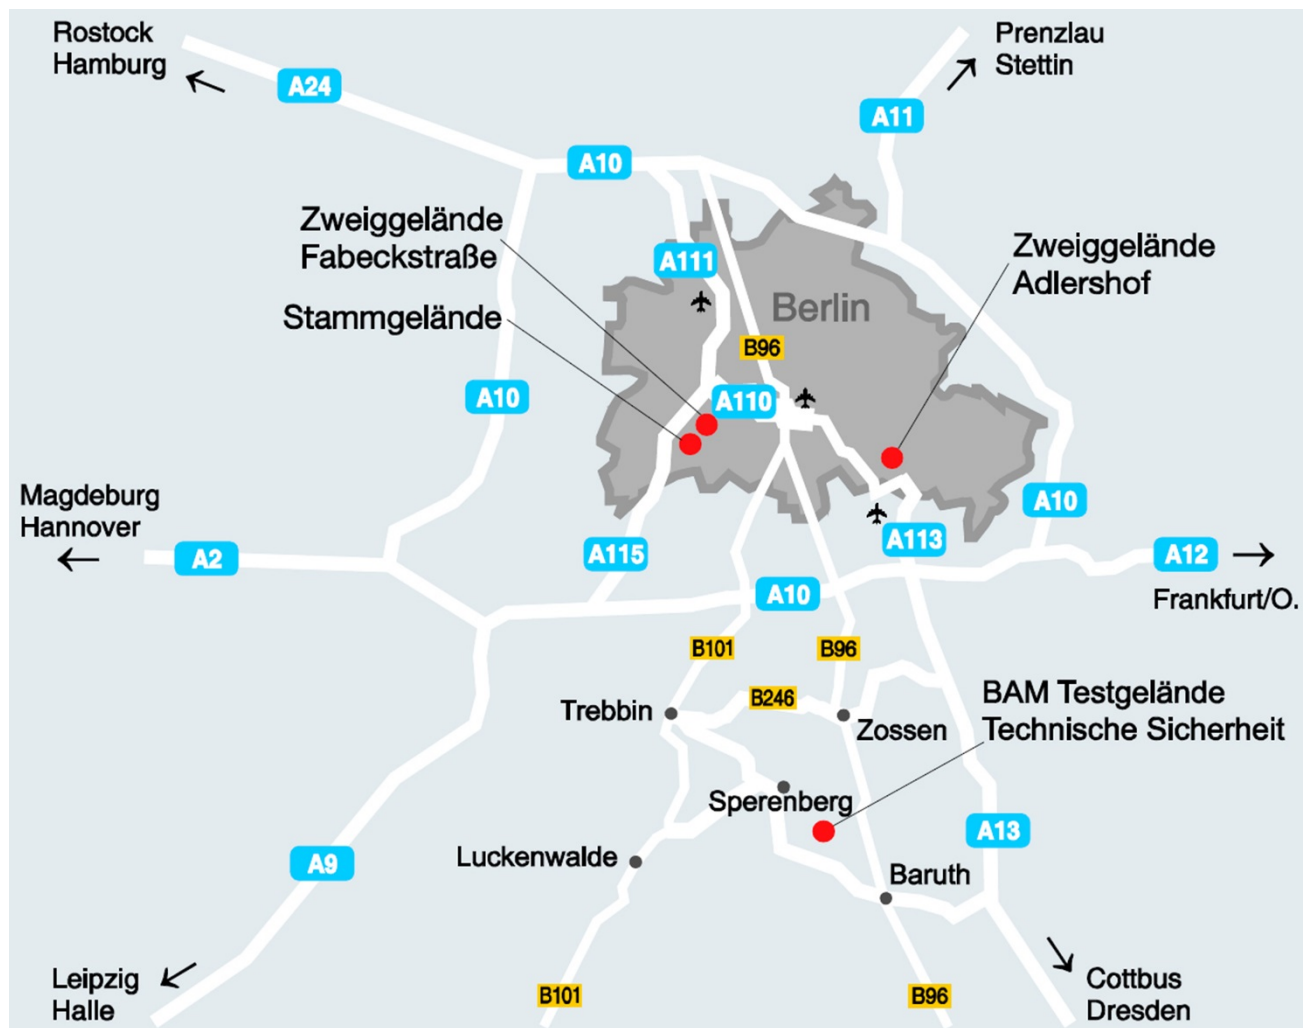 Rostock
Hamburg
A24
Prenzlau
Stettin
A11
A10
Zweiggelände
Fabeckstraße
A111
Zweiggelände
Adlershof
Stammgelände
Berlin
B96
A10
A110
Magdeburg
Hannover
A10
A2
A115
A113
A12
A10
Frankfurt/O.
B101
B96
BAM Testgelände
Technische Sicherheit
B246
Trebbin
Zossen
Sperenberg
A13
Luckenwalde
A9
Baruth
Leipzig
Halle
B101
B96
Cottbus
Dresden